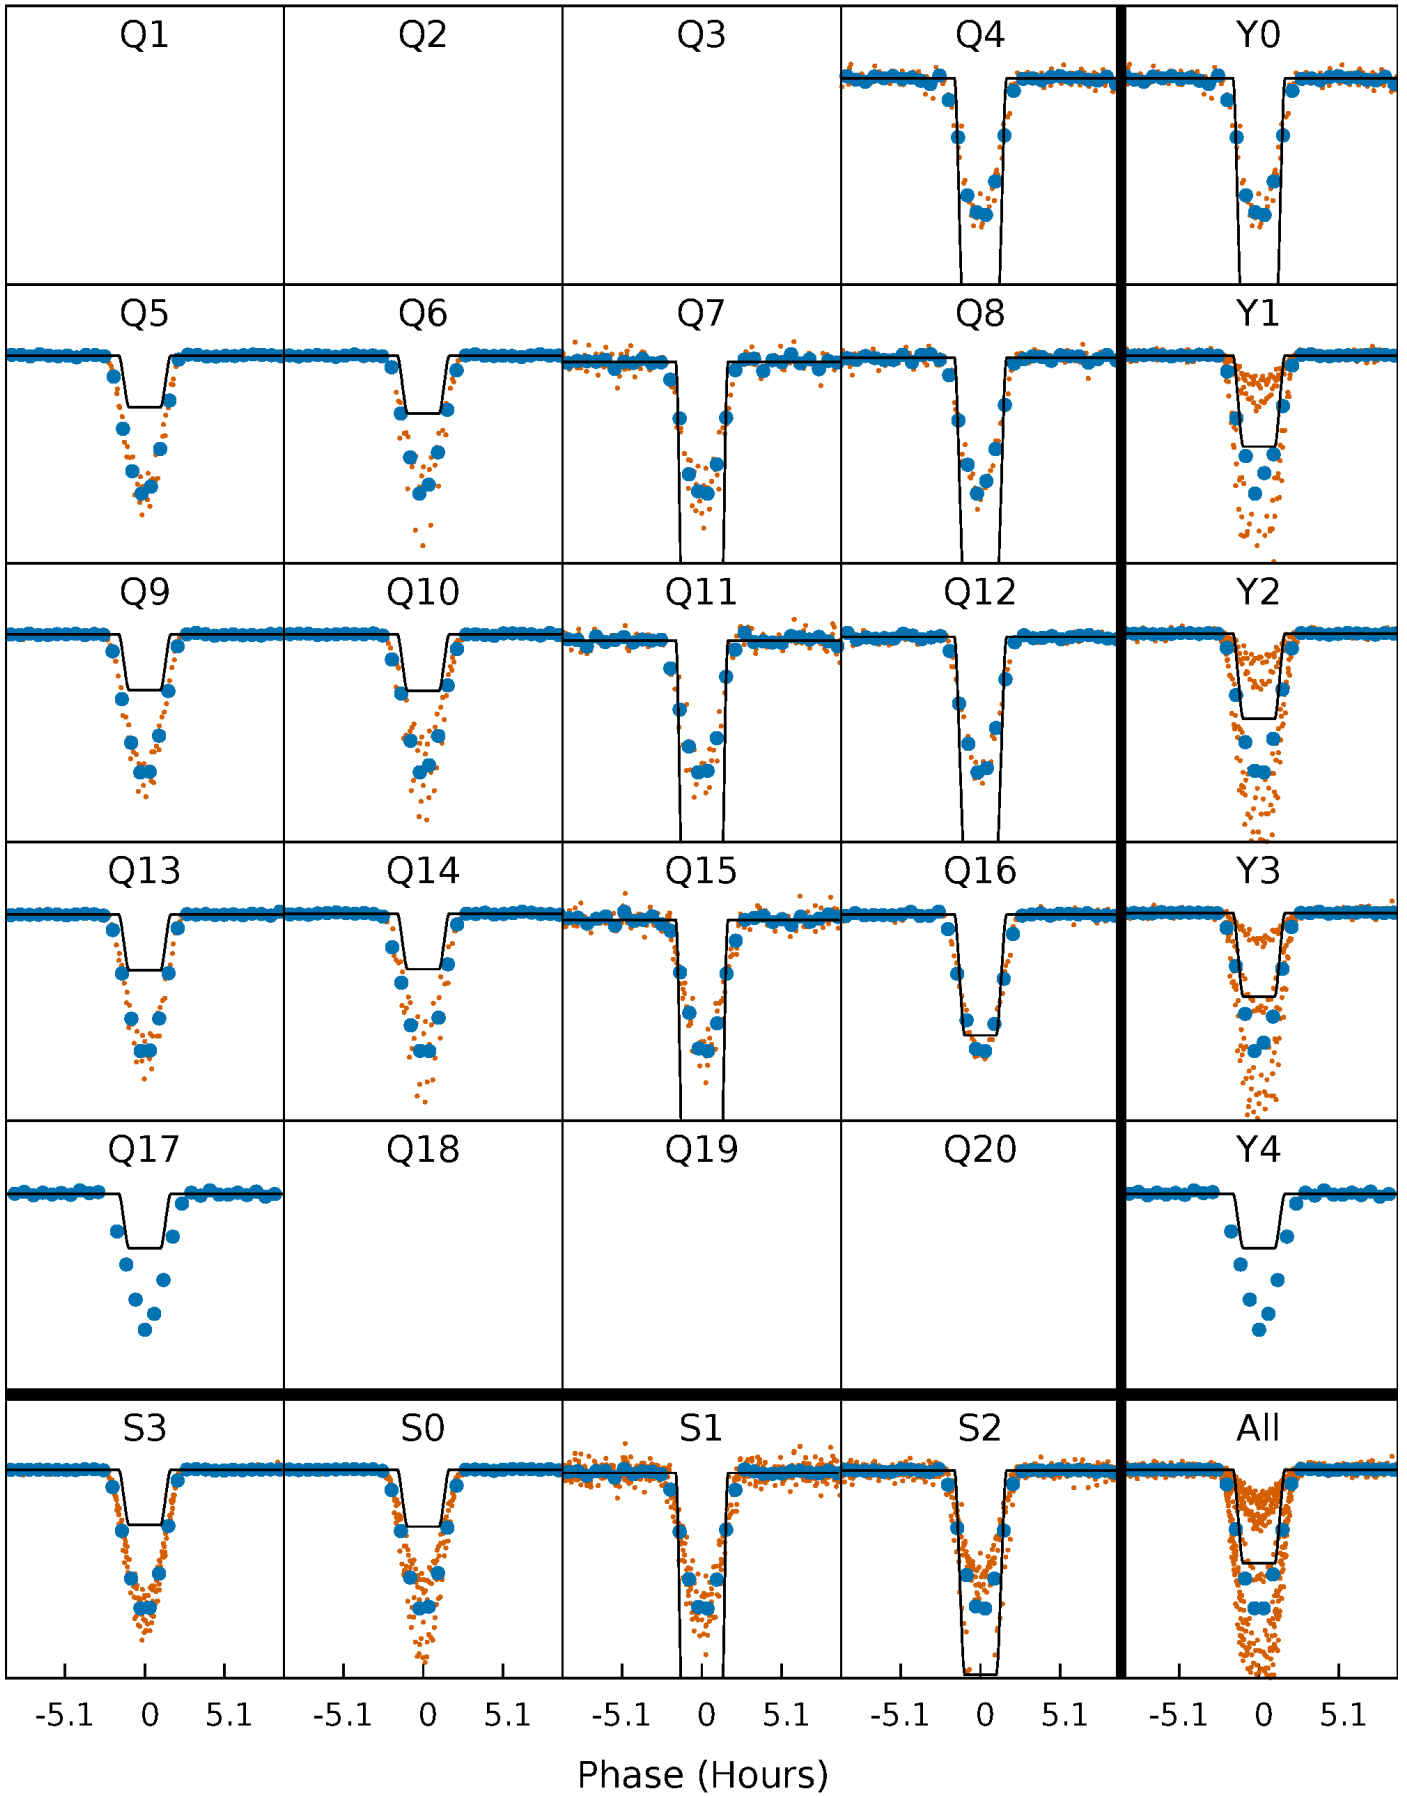 Q1 Q2 Q3 Q4 Y0
Q5 Q6 Q7 Q8 Y1
Q9 Q10 Q11 Q12 Y2
Q13 Q14 Q15 Q16 Y3
Q17 Q18 Q19 Q20 Y4
S3 S0 S1 S2 All
-5.1 0 5.1 -5.1 0 5.1 -5.1 0 5.1 -5.1 0 5.1 -5.1 0 5.1
Phase (Hours)